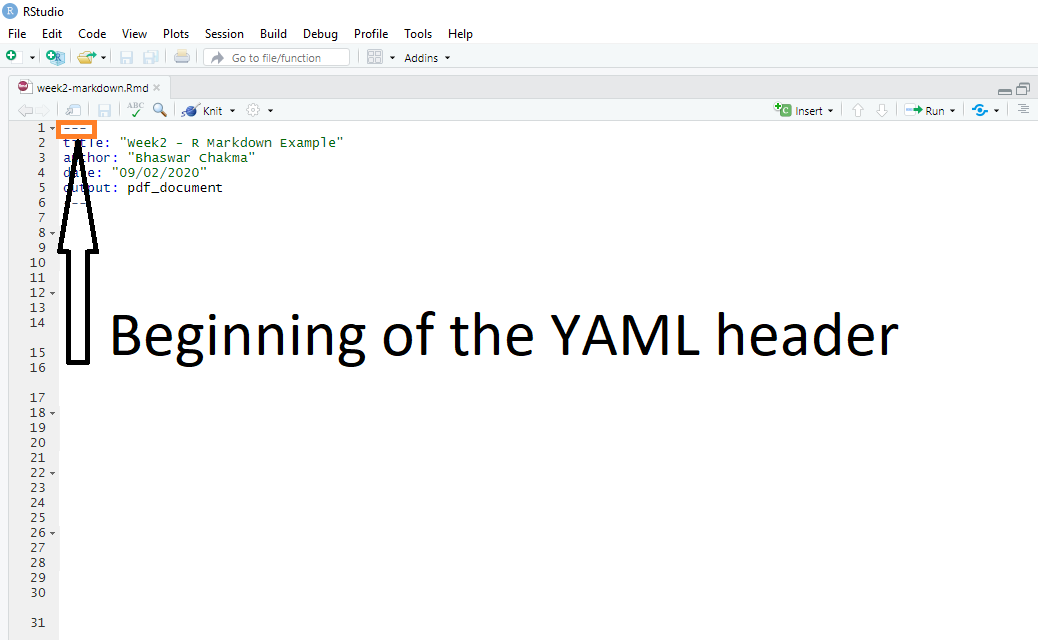 RStudio
File Edit Code View Plots Session Build Debug Profile Tools Help
Go to file/function Addins
week2-markdown.Rmd
ABC Knit Insert Run
1 ---
2 title: "Week2 - R Markdown Example"
3 author: "Bhaswar Chakma"
4 date: "09/02/2020"
5 output: pdf_document
6 ---
7
8
9
10
11
12
13
14
15
16
17
18
19
20
21
22
23
24
25
26
27
28
29
30
31
Beginning of the YAML header